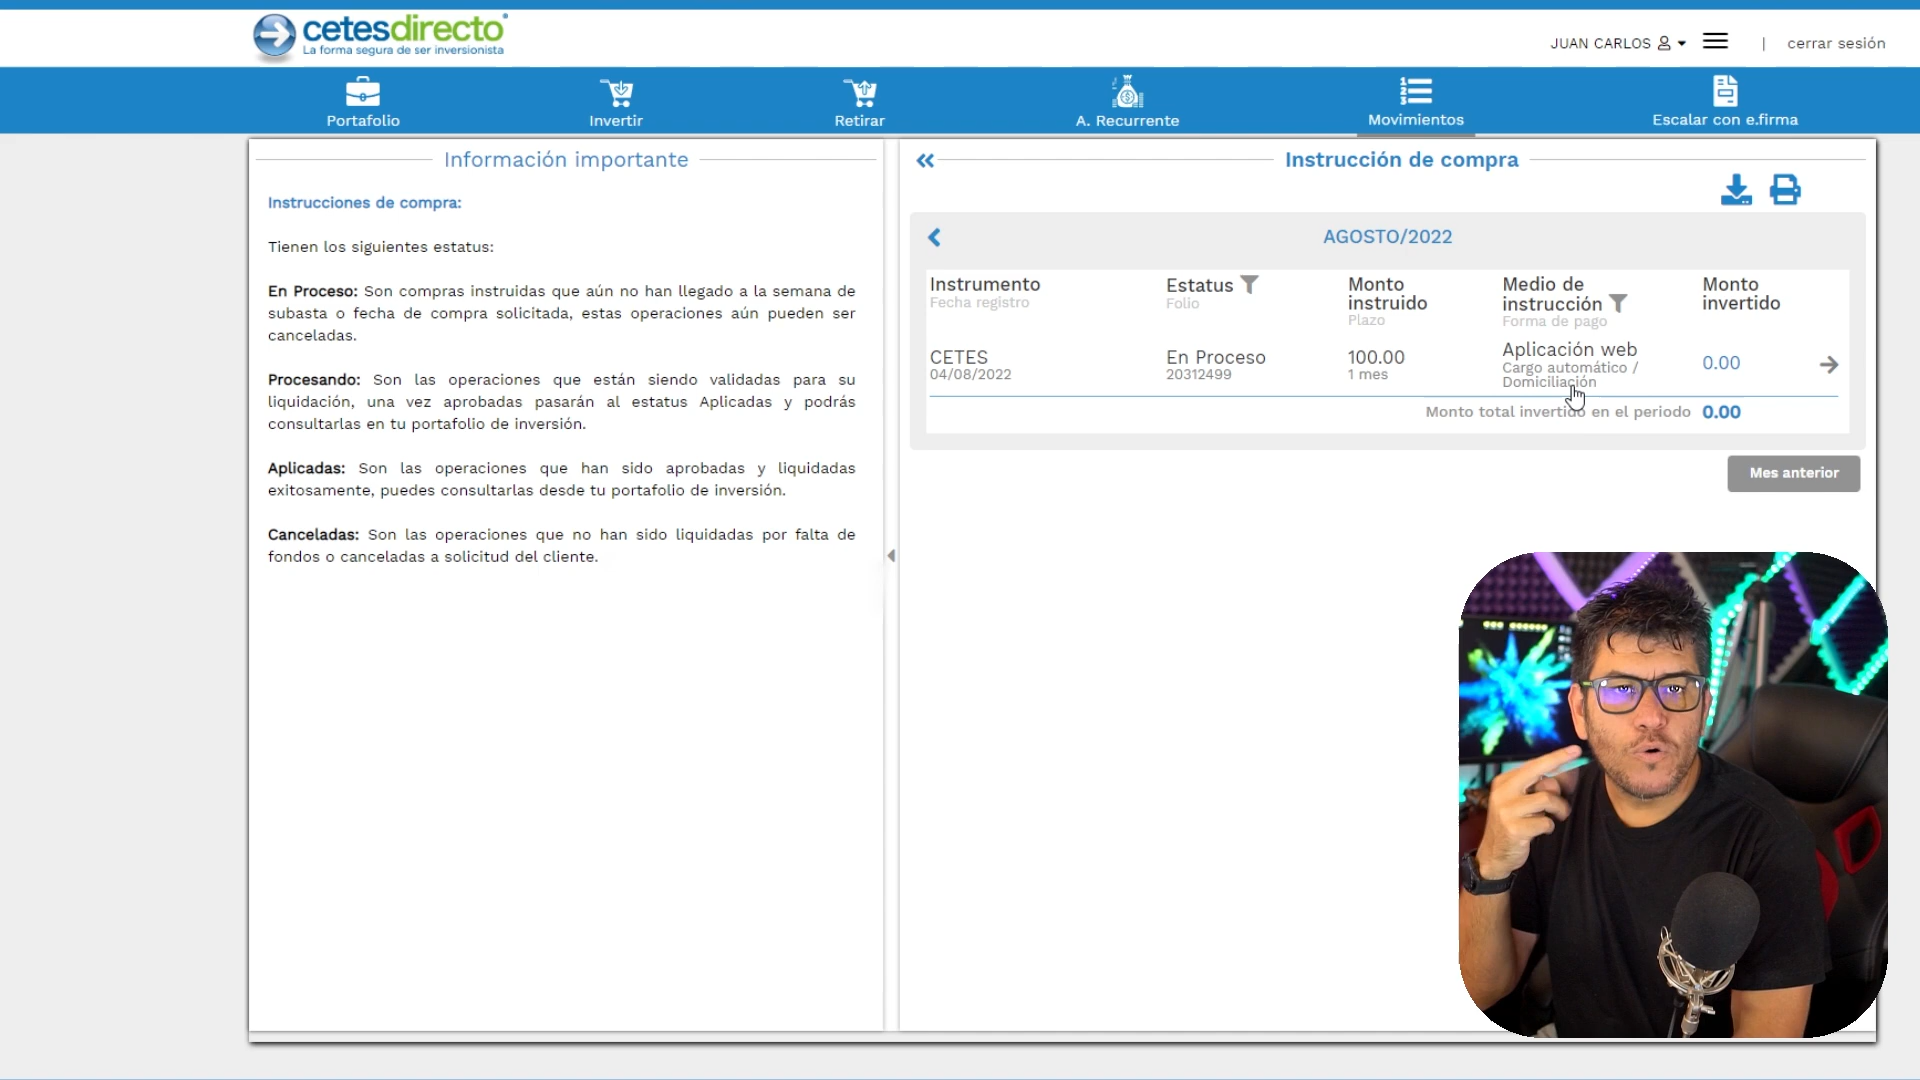 cetesdirecto
La forma segura de ser inversionista
JUAN CARLOS
| cerrar sesión
Portafolio
Invertir
Retirar
A. Recurrente
Movimientos
Escalar con e.firma
Información importante
Instrucciones de compra:
Tienen los siguientes estatus:
En Proceso: Son compras instruidas que aún no han llegado a la semana de
subasta o fecha de compra solicitada, estas operaciones aún pueden ser
canceladas.
Procesando: Son las operaciones que están siendo validadas para su
liquidación, una vez aprobadas pasarán al estatus Aplicadas y podrás
consultarlas en tu portafolio de inversión.
Aplicadas: Son las operaciones que han sido aprobadas y liquidadas
exitosamente, puedes consultarlas desde tu portafolio de inversión.
Canceladas: Son las operaciones que no han sido liquidadas por falta de
fondos o canceladas a solicitud del cliente.
Instrucción de compra
AGOSTO/2022
Instrumento
Fecha registro
Estatus
Folio
Monto
instruido
Plazo
Medio de
instrucción
Forma de pago
Monto
invertido
CETES
04/08/2022
En Proceso
20312499
100.00
1 mes
Aplicación web
Cargo automático /
Domiciliación
0.00
Monto total invertido en el periodo 0.00
Mes anterior